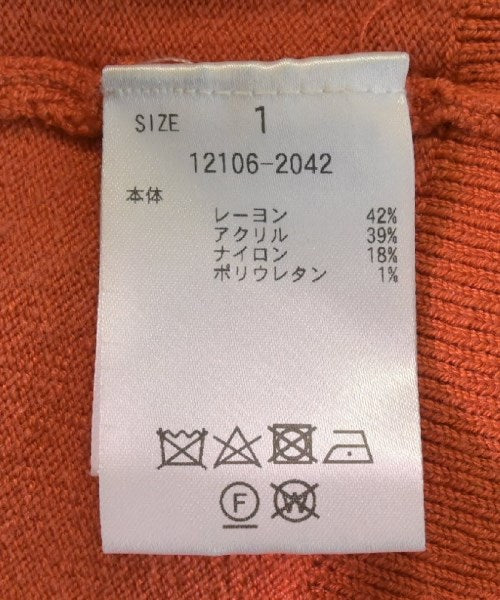 SIZE 1
12106-2042
本体
レーヨン 42%
アクリル 39%
ナイロン 18%
ポリウレタン 1%
F W